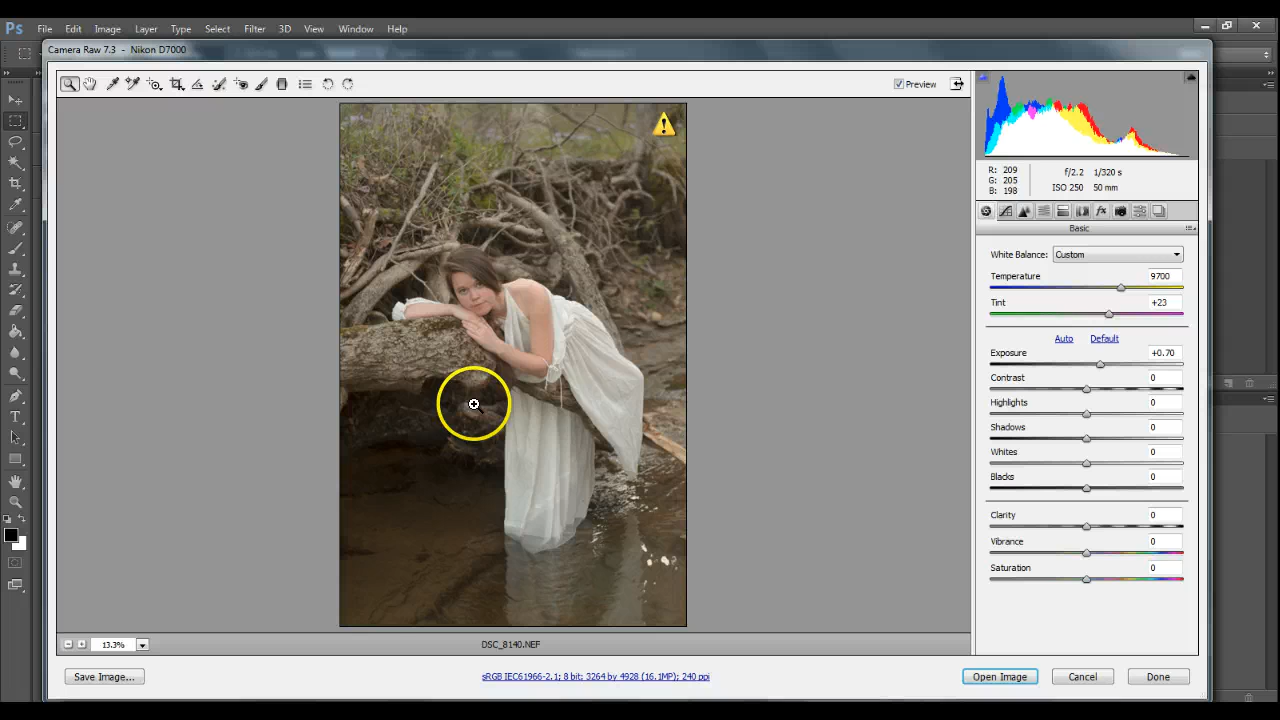 Ps File Edit Image Layer Type Select Filter 3D View Window Help
Camera Raw 7.3 - Nikon D7000
Preview
R: 209
G: 205
B: 198
f/2.2 1/320 s
ISO 250 50 mm
Basic
White Balance: Custom
Temperature 9700
Tint +23
Auto Default
Exposure +0.70
Contrast 0
Highlights 0
Shadows 0
Whites 0
Blacks 0
Clarity 0
Vibrance 0
Saturation 0
13.3%
DSC_8140.NEF
Save Image...
sRGB IEC61966-2.1; 8 bit; 3264 by 4928 (16.1MP); 240 ppi
Open Image
Cancel
Done